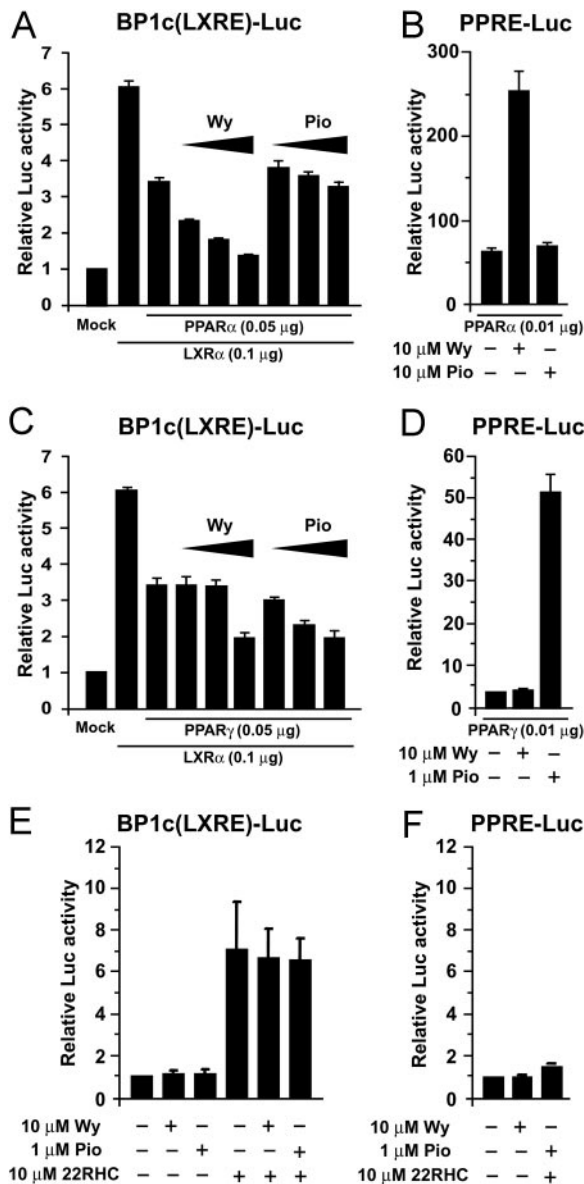 A
BP1c(LXRE)-Luc
Relative Luc activity
7
6
5
4
3
2
1
0
Wy
Pio
Mock
PPARα (0.05 μg)
LXRα (0.1 μg)
B
PPRE-Luc
Relative Luc activity
300
250
200
150
100
50
0
PPARα (0.01 μg)
10 μM Wy – + –
10 μM Pio – – +
C
BP1c(LXRE)-Luc
Relative Luc activity
7
6
5
4
3
2
1
0
Wy
Pio
Mock
PPARγ (0.05 μg)
LXRα (0.1 μg)
D
PPRE-Luc
Relative Luc activity
60
50
40
30
20
10
5
0
PPARγ (0.01 μg)
10 μM Wy – + –
1 μM Pio – – +
E
BP1c(LXRE)-Luc
Relative Luc activity
12
10
8
6
4
2
1
0
10 μM Wy – + – – + –
1 μM Pio – – + – – +
10 μM 22RHC – – – + + +
F
PPRE-Luc
Relative Luc activity
12
10
8
6
4
2
1
0
10 μM Wy – + –
1 μM Pio – – +
10 μM 22RHC – – +